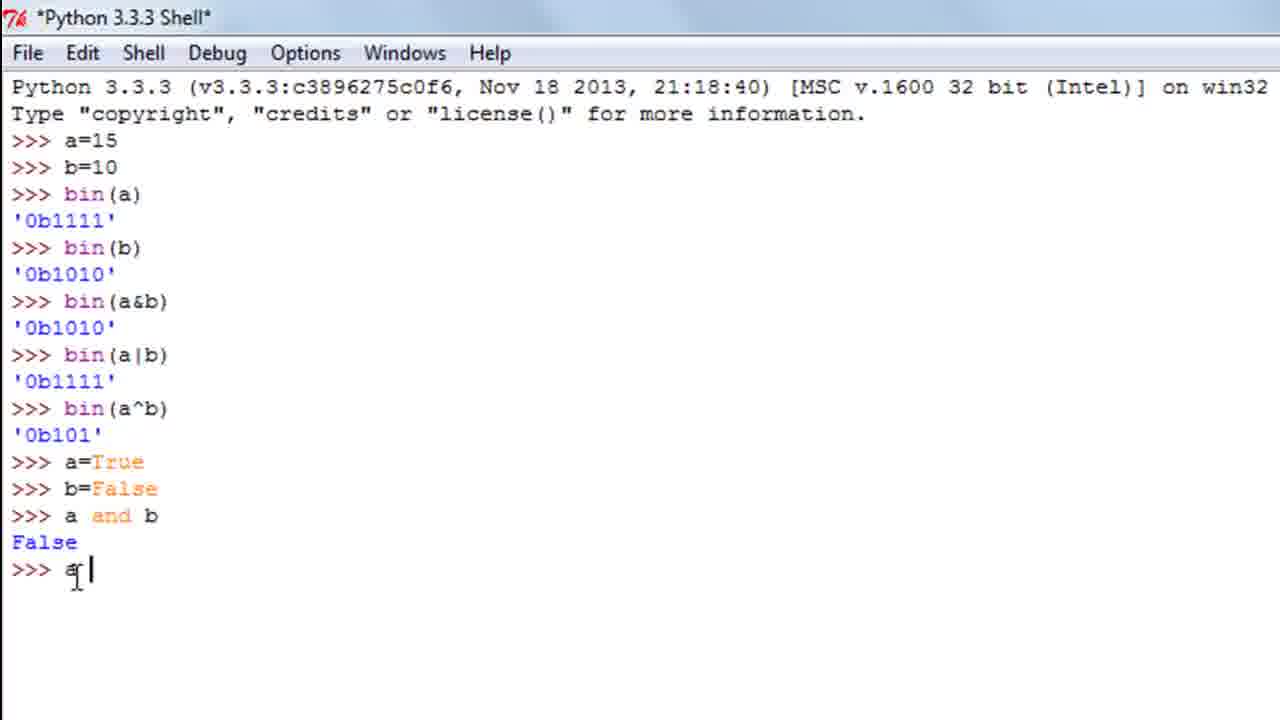 *Python 3.3.3 Shell*
File Edit Shell Debug Options Windows Help
Python 3.3.3 (v3.3.3:c3896275c0f6, Nov 18 2013, 21:18:40) [MSC v.1600 32 bit (Intel)] on win32
Type "copyright", "credits" or "license()" for more information.
>>> a=15
>>> b=10
>>> bin(a)
'0b1111'
>>> bin(b)
'0b1010'
>>> bin(a&b)
'0b1010'
>>> bin(a|b)
'0b1111'
>>> bin(a^b)
'0b101'
>>> a=True
>>> b=False
>>> a and b
False
>>> a